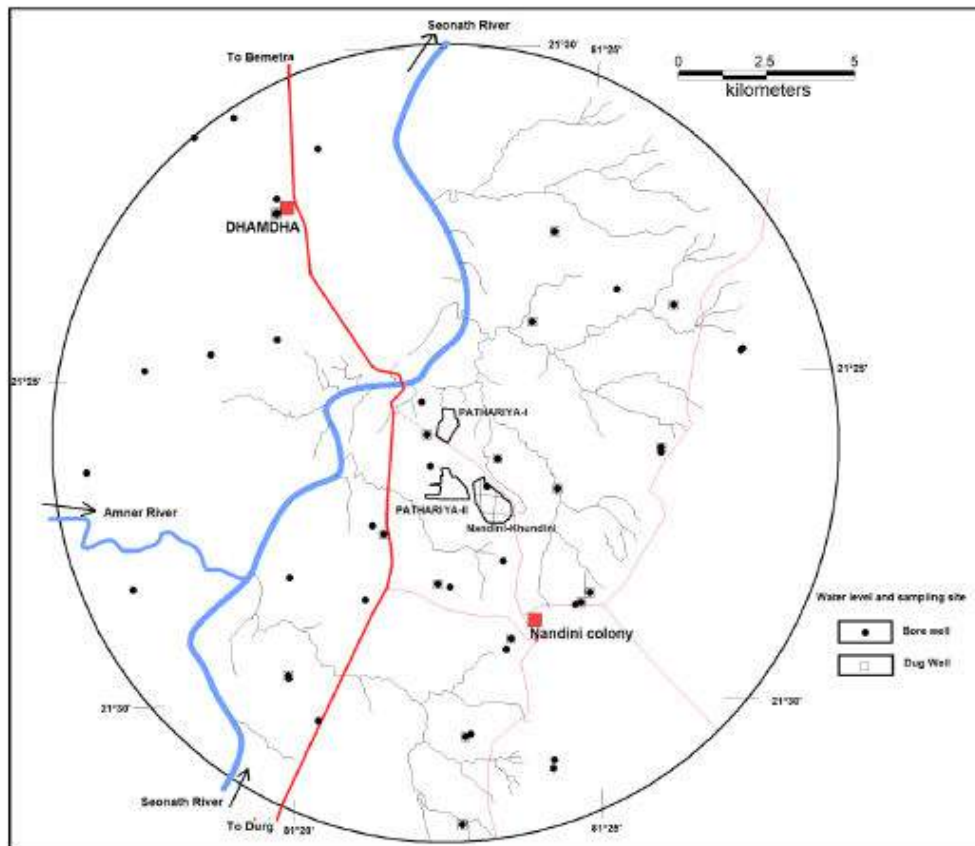 Seonath River
To Bemetra
21°30'
81°25'
0 2.5 5
kilometers
DHAMDHA
21°25'
21°25'
PATHARIYA-I
Amner River
PATHARIYA-II
Nandini-Khundini
Water level and sampling site
Bore well
Nandini colony
Dug Well
21°30'
21°30'
Seonath River
To Durg
81°20'
81°25'